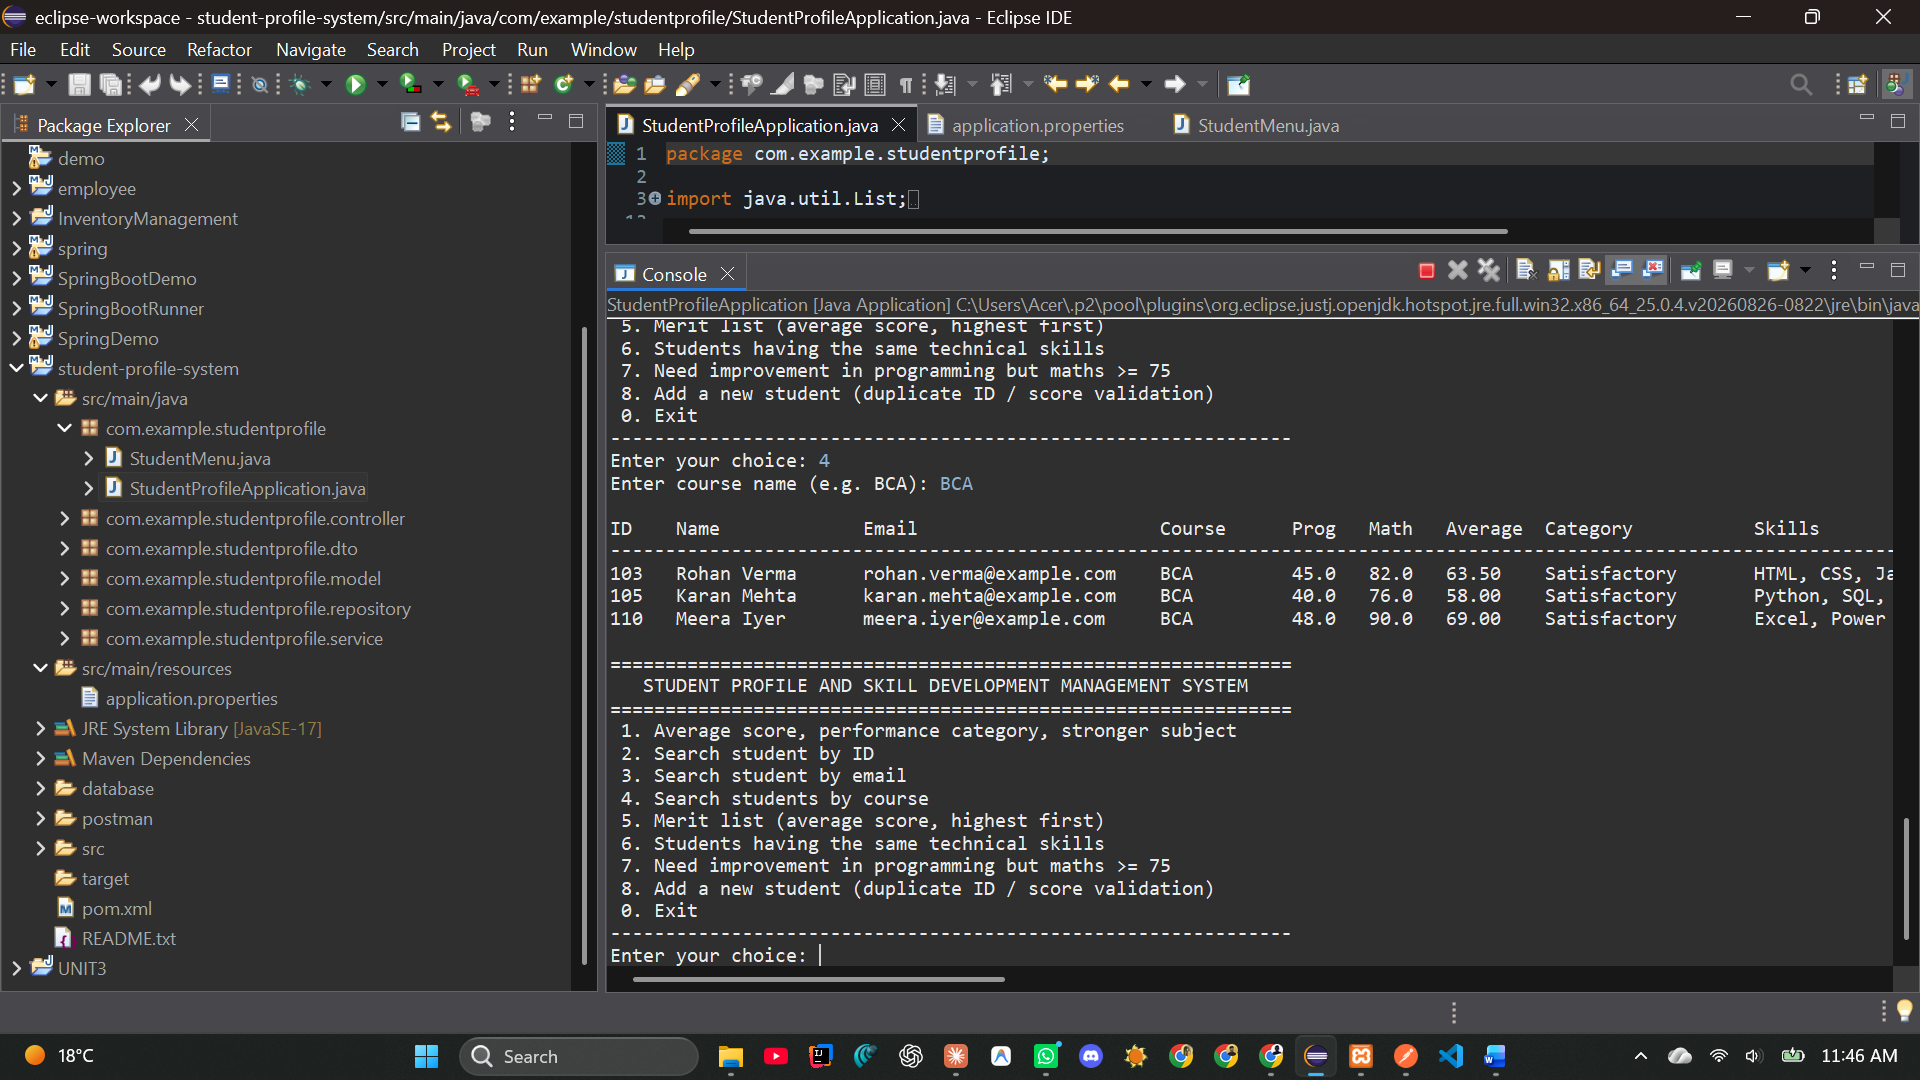 eclipse-workspace - student-profile-system/src/main/java/com/example/studentprofile/StudentProfileApplication.java - Eclipse IDE
File Edit Source Refactor Navigate Search Project Run Window Help
Package Explorer
demo
employee
InventoryManagement
spring
SpringBootDemo
SpringBootRunner
SpringDemo
student-profile-system
src/main/java
com.example.studentprofile
StudentMenu.java
StudentProfileApplication.java
com.example.studentprofile.controller
com.example.studentprofile.dto
com.example.studentprofile.model
com.example.studentprofile.repository
com.example.studentprofile.service
src/main/resources
application.properties
JRE System Library [JavaSE-17]
Maven Dependencies
database
postman
src
target
pom.xml
README.txt
UNIT3
StudentProfileApplication.java application.properties StudentMenu.java
1 package com.example.studentprofile;
2
3 import java.util.List;
Console
StudentProfileApplication [Java Application] C:\Users\Acer\.p2\pool\plugins\org.eclipse.justj.openjdk.hotspot.jre.full.win32.x86_64_25.0.4.v20260826-0822\jre\bin\java
5. Merit list (average score, highest first)
6. Students having the same technical skills
7. Need improvement in programming but maths >= 75
8. Add a new student (duplicate ID / score validation)
0. Exit
--------------------------------------------------------------
Enter your choice: 4
Enter course name (e.g. BCA): BCA
ID Name Email Course Prog Math Average Category Skills
---------------------------------------------------------------------------------------------------------------------
103 Rohan Verma rohan.verma@example.com BCA 45.0 82.0 63.50 Satisfactory HTML, CSS, Ja
105 Karan Mehta karan.mehta@example.com BCA 40.0 76.0 58.00 Satisfactory Python, SQL,
110 Meera Iyer meera.iyer@example.com BCA 48.0 90.0 69.00 Satisfactory Excel, Power
==============================================================
STUDENT PROFILE AND SKILL DEVELOPMENT MANAGEMENT SYSTEM
==============================================================
1. Average score, performance category, stronger subject
2. Search student by ID
3. Search student by email
4. Search students by course
5. Merit list (average score, highest first)
6. Students having the same technical skills
7. Need improvement in programming but maths >= 75
8. Add a new student (duplicate ID / score validation)
0. Exit
--------------------------------------------------------------
Enter your choice:
18°C Search 11:46 AM